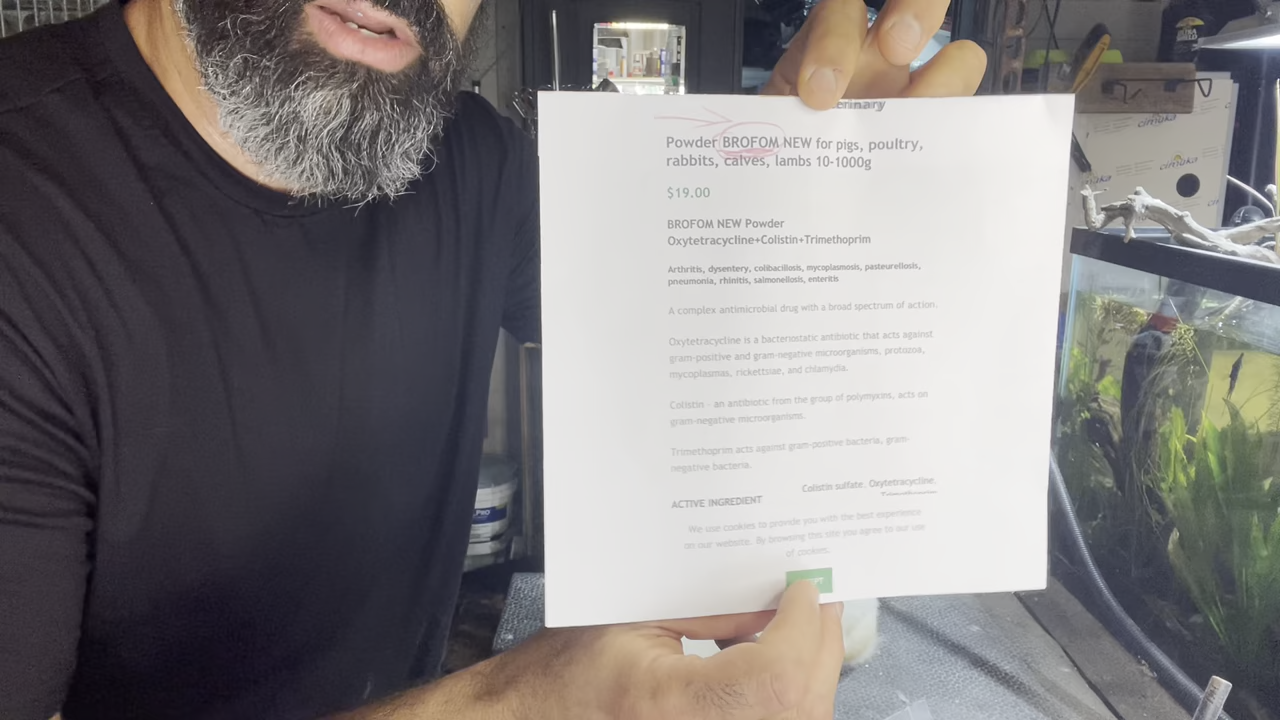 erinary
Powder BROFOM NEW for pigs, poultry,
rabbits, calves, lambs 10-1000g
$19.00
BROFOM NEW Powder
Oxytetracycline+Colistin+Trimethoprim
Arthritis, dysentery, colibacillosis, mycoplasmosis, pasteurellosis,
pneumonia, rhinitis, salmonellosis, enteritis
A complex antimicrobial drug with a broad spectrum of action.
Oxytetracycline is a bacteriostatic antibiotic that acts against
gram-positive and gram-negative microorganisms, protozoa,
mycoplasmas, rickettsiae, and chlamydia.
Colistin - an antibiotic from the group of polymyxins, acts on
gram-negative microorganisms.
Trimethoprim acts against gram-positive bacteria, gram-
negative bacteria.
Colistin sulfate. Oxytetracycline.
ACTIVE INGREDIENT
We use cookies to provide you with the best experience
on our website. By browsing this site you agree to our use
of cookies.